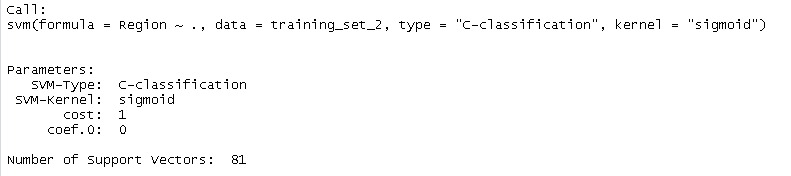 Call:
svm(formula = Region ~ ., data = training_set_2, type = "C-classification", kernel = "sigmoid")
Parameters:
SVM-Type: C-classification
SVM-Kernel: sigmoid
cost: 1
coef.0: 0
Number of Support Vectors: 81